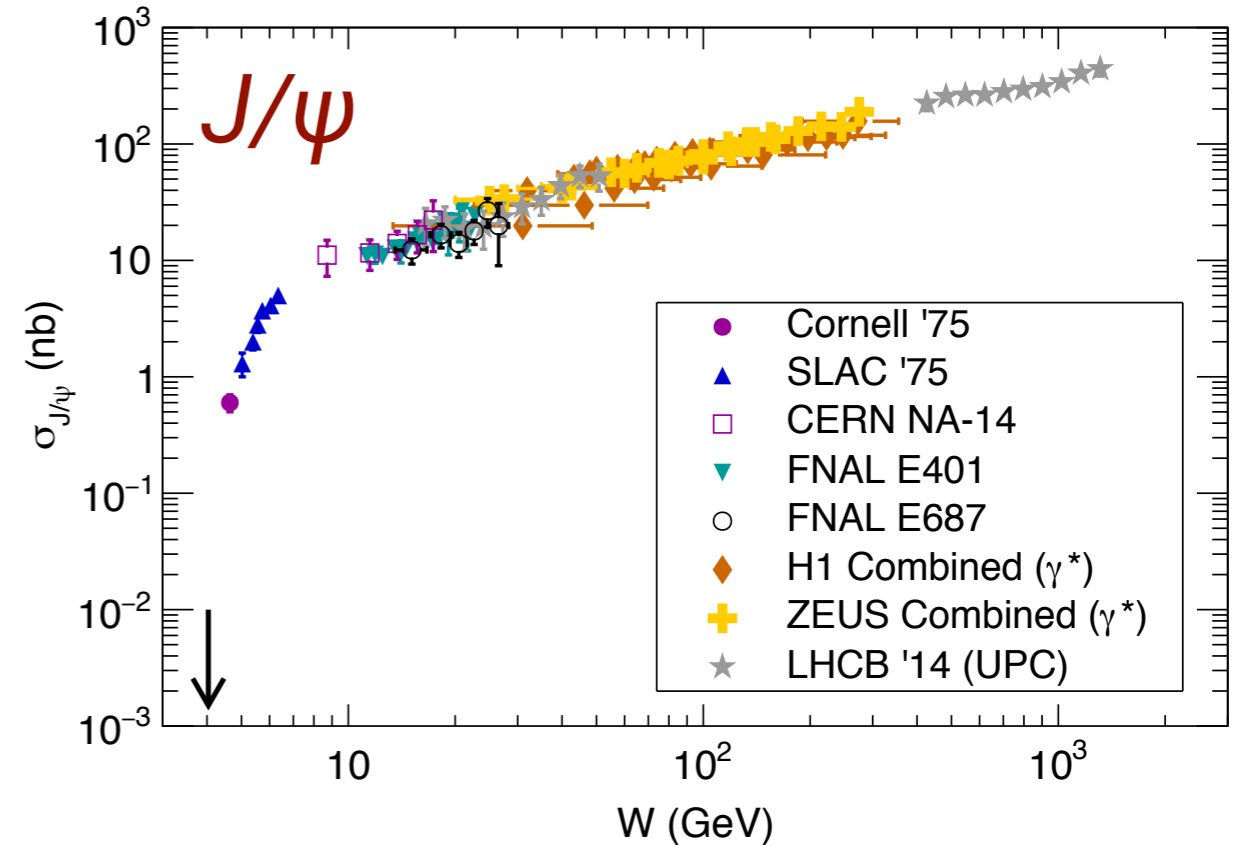 10³
10²
10
1
10⁻¹
10⁻²
10⁻³
σ_J/ψ (nb)
J/ψ
Cornell '75
SLAC '75
CERN NA-14
FNAL E401
FNAL E687
H1 Combined (γ*)
ZEUS Combined (γ*)
LHCB '14 (UPC)
10 10² 10³
W (GeV)